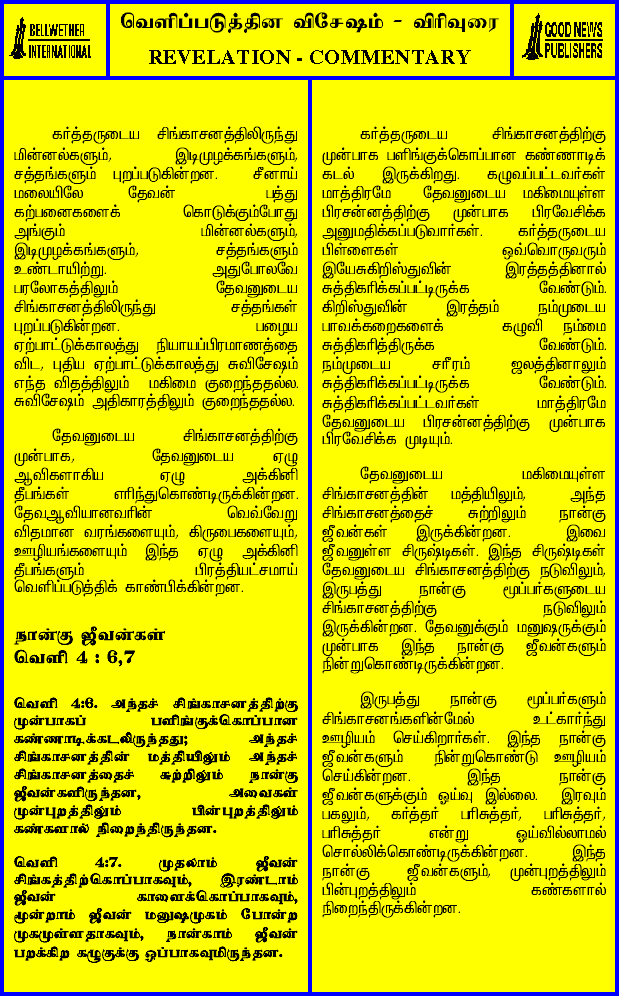 BELLWETHER
INTERNATIONAL
வெளிப்படுத்தின விசேஷம் - விரிவுரை
REVELATION - COMMENTARY
GOOD NEWS
PUBLISHERS
கர்த்தருடைய சிங்காசனத்திலிருந்து
மின்னல்களும், இடிமுழக்கங்களும்,
சத்தங்களும் புறப்படுகின்றன. சீனாய்
மலையிலே தேவன் பத்து
கற்பனைகளைக் கொடுக்கும்போது
அங்கும் மின்னல்களும்,
இடிமுழக்கங்களும், சத்தங்களும்
உண்டாயிற்று. அதுபோலவே
பரலோகத்திலும் தேவனுடைய
சிங்காசனத்திலிருந்து சத்தங்கள்
புறப்படுகின்றன. பழைய
ஏற்பாட்டுக்காலத்து நியாயப்பிரமாணத்தை
விட, புதிய ஏற்பாட்டுக்காலத்து சுவிசேஷம்
எந்த விதத்திலும் மகிமை குறைந்ததல்ல.
சுவிசேஷம் அதிகாரத்திலும் குறைந்ததல்ல.
தேவனுடைய சிங்காசனத்திற்கு
முன்பாக, தேவனுடைய ஏழு
ஆவிகளாகிய ஏழு அக்கினி
தீபங்கள் எரிந்துகொண்டிருக்கின்றன.
தேவஆவியானவரின் வெவ்வேறு
விதமான வரங்களையும், கிருபைகளையும்,
ஊழியங்களையும் இந்த ஏழு அக்கினி
தீபங்களும் பிரத்தியட்சமாய்
வெளிப்படுத்திக் காண்பிக்கின்றன.
நான்கு ஜீவன்கள்
வெளி 4 : 6,7
வெளி 4:6. அந்தச் சிங்காசனத்திற்கு
முன்பாகப் பளிங்குக்கொப்பான
கண்ணாடிக்கடலிருந்தது; அந்தச்
சிங்காசனத்தின் மத்தியிலும் அந்தச்
சிங்காசனத்தைச் சுற்றிலும் நான்கு
ஜீவன்களிருந்தன, அவைகள்
முன்புறத்திலும் பின்புறத்திலும்
கண்களால் நிறைந்திருந்தன.
வெளி 4:7. முதலாம் ஜீவன்
சிங்கத்திற்கொப்பாகவும், இரண்டாம்
ஜீவன் காளைக்கொப்பாகவும்,
மூன்றாம் ஜீவன் மனுஷமுகம் போன்ற
முகமுள்ளதாகவும், நான்காம் ஜீவன்
பறக்கிற கழுகுக்கு ஒப்பாகவுமிருந்தன.
கர்த்தருடைய சிங்காசனத்திற்கு
முன்பாக பளிங்குக்கொப்பான கண்ணாடிக்
கடல் இருக்கிறது. கழுவப்பட்டவர்கள்
மாத்திரமே தேவனுடைய மகிமையுள்ள
பிரசன்னத்திற்கு முன்பாக பிரவேசிக்க
அனுமதிக்கப்படுவார்கள். கர்த்தருடைய
பிள்ளைகள் ஒவ்வொருவரும்
இயேசுகிறிஸ்துவின் இரத்தத்தினால்
சுத்திகரிக்கப்பட்டிருக்க வேண்டும்.
கிறிஸ்துவின் இரத்தம் நம்முடைய
பாவக்கறைகளைக் கழுவி நம்மை
சுத்திகரித்திருக்க வேண்டும்.
நம்முடைய சரீரம் ஜலத்தினாலும்
சுத்திகரிக்கப்பட்டிருக்க வேண்டும்.
சுத்திகரிக்கப்பட்டவர்கள் மாத்திரமே
தேவனுடைய பிரசன்னத்திற்கு முன்பாக
பிரவேசிக்க முடியும்.
தேவனுடைய மகிமையுள்ள
சிங்காசனத்தின் மத்தியிலும், அந்த
சிங்காசனத்தைச் சுற்றிலும் நான்கு
ஜீவன்கள் இருக்கின்றன. இவை
ஜீவனுள்ள சிருஷ்டிகள். இந்த சிருஷ்டிகள்
தேவனுடைய சிங்காசனத்திற்கு நடுவிலும்,
இருபத்து நான்கு மூப்பர்களுடைய
சிங்காசனத்திற்கு நடுவிலும்
இருக்கின்றன. தேவனுக்கும் மனுஷருக்கும்
முன்பாக இந்த நான்கு ஜீவன்களும்
நின்றுகொண்டிருக்கின்றன.
இருபத்து நான்கு மூப்பர்களும்
சிங்காசனங்களின்மேல் உட்கார்ந்து
ஊழியம் செய்கிறார்கள். இந்த நான்கு
ஜீவன்களும் நின்றுகொண்டு ஊழியம்
செய்கின்றன. இந்த நான்கு
ஜீவன்களுக்கும் ஓய்வு இல்லை. இரவும்
பகலும், கர்த்தர் பரிசுத்தர், பரிசுத்தர்,
பரிசுத்தர் என்று ஓய்வில்லாமல்
சொல்லிக்கொண்டிருக்கின்றன. இந்த
நான்கு ஜீவன்களும், முன்புறத்திலும்
பின்புறத்திலும் கண்களால்
நிறைந்திருக்கின்றன.